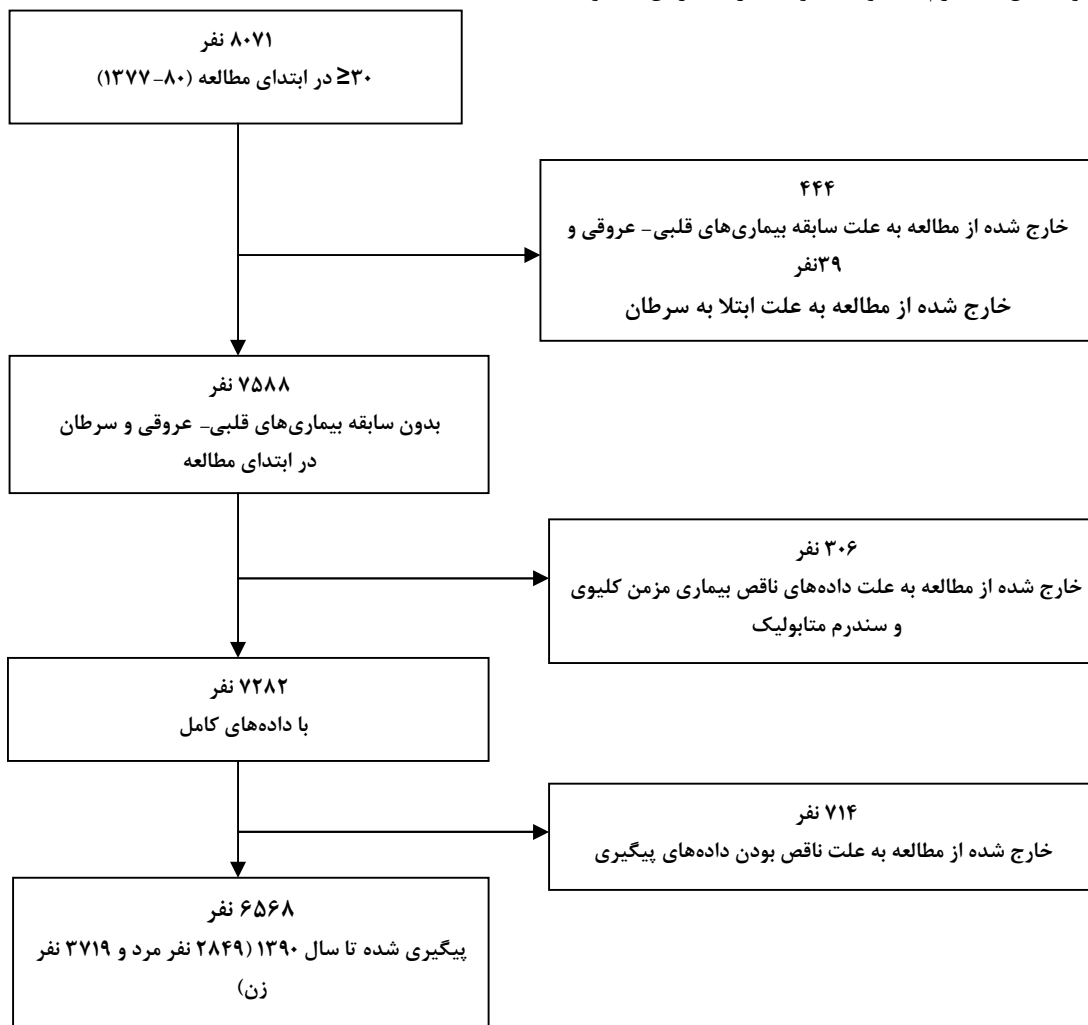 ۸۰۷۱ نفر
≥۳۰ در ابتدای مطالعه (۸۰-۱۳۷۷)
۴۴۴
خارج شده از مطالعه به علت سابقه بیماری‌های قلبی- عروقی و
۳۹نفر
خارج شده از مطالعه به علت ابتلا به سرطان
۷۵۸۸ نفر
بدون سابقه بیماری‌های قلبی- عروقی و سرطان
در ابتدای مطالعه
۳۰۶ نفر
خارج شده از مطالعه به علت داده‌های ناقص بیماری مزمن کلیوی
و سندرم متابولیک
۷۲۸۲ نفر
با داده‌های کامل
۷۱۴ نفر
خارج شده از مطالعه به علت ناقص بودن داده‌های پیگیری
۶۵۶۸ نفر
پیگیری شده تا سال ۱۳۹۰ (۲۸۴۹ نفر مرد و ۳۷۱۹ نفر
زن)